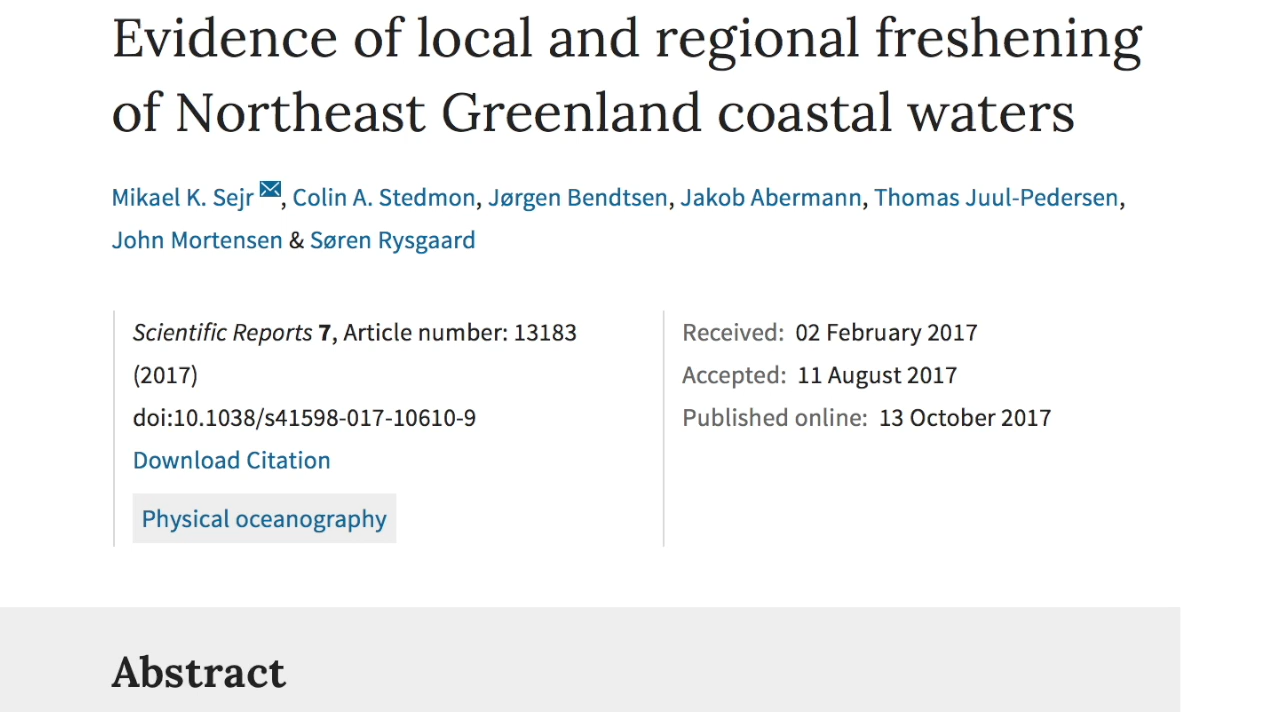 Evidence of local and regional freshening
of Northeast Greenland coastal waters
Mikael K. Sejr, Colin A. Stedmon, Jørgen Bendtsen, Jakob Abermann, Thomas Juul-Pedersen,
John Mortensen & Søren Rysgaard
Scientific Reports 7, Article number: 13183
(2017)
doi:10.1038/s41598-017-10610-9
Download Citation
Physical oceanography
Received: 02 February 2017
Accepted: 11 August 2017
Published online: 13 October 2017
Abstract